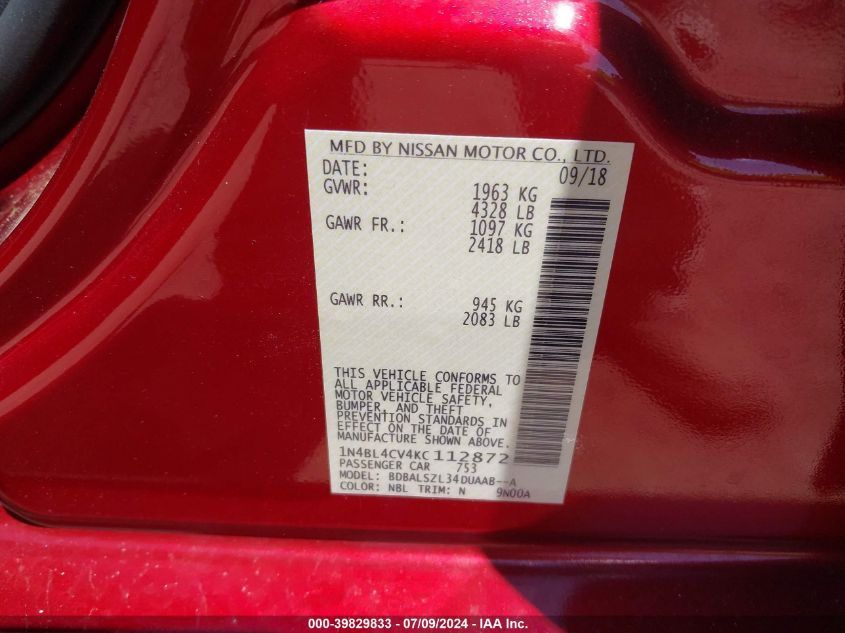 MFD BY NISSAN MOTOR CO., LTD.
DATE: 09/18
GVWR: 1963 KG
4328 LB
GAWR FR.: 1097 KG
2418 LB
GAWR RR.: 945 KG
2083 LB
THIS VEHICLE CONFORMS TO
ALL APPLICABLE FEDERAL
MOTOR VEHICLE SAFETY,
BUMPER, AND THEFT
PREVENTION STANDARDS IN
EFFECT ON THE DATE OF
MANUFACTURE SHOWN ABOVE.
1N4BL4CV4KC112872
PASSENGER CAR 753
MODEL: BDBALSZL34DUAAB--A
COLOR: NBL TRIM: N 9N00A
000-39829833 / 07/09/2024 - IAA Inc.